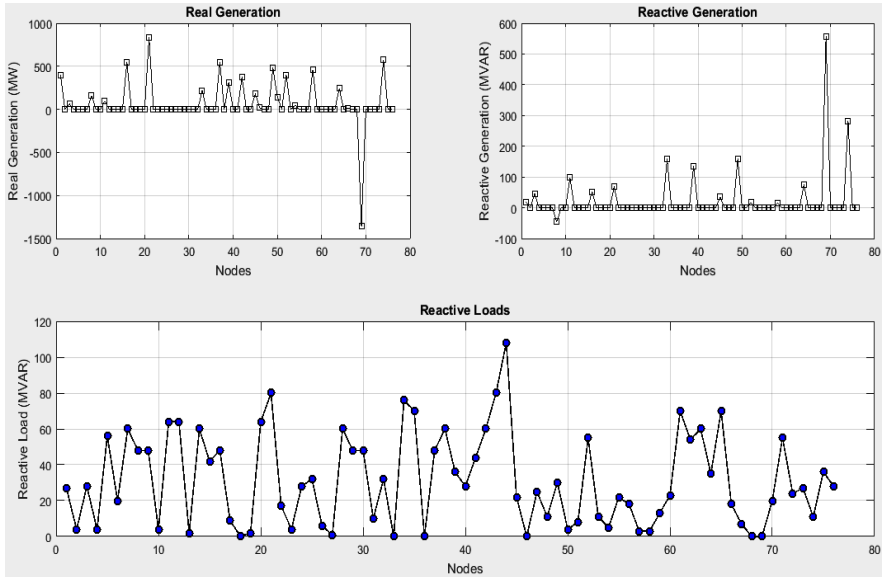 Real Generation
Real Generation (MW)
1000
500
0
-500
-1000
-1500
0 10 20 30 40 50 60 70 80
Nodes
Reactive Generation
Reactive Generation (MVAR)
600
500
400
300
200
100
0
-100
0 10 20 30 40 50 60 70 80
Nodes
Reactive Loads
Reactive Load (MVAR)
120
100
80
60
40
20
0
0 10 20 30 40 50 60 70 80
Nodes